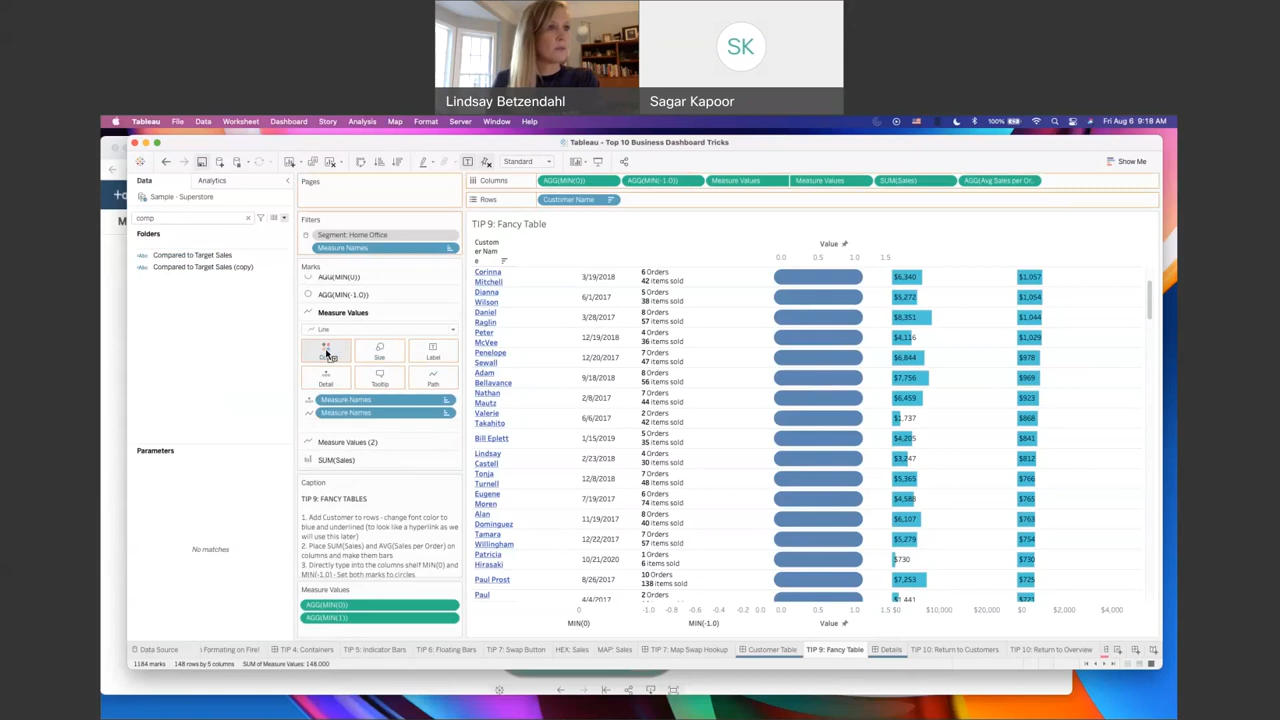 SK
Lindsay Betzendahl
Sagar Kapoor
Tableau File Data Worksheet Dashboard Story Analysis Map Format Server Window Help
100%
Fri Aug 6 9:18 AM
Tableau - Top 10 Business Dashboard Tricks
Standard
Show Me
Data Analytics
Sample - Superstore
comp
Folders
Compared to Target Sales
Compared to Target Sales (copy)
Parameters
No matches
Pages
Filters
Segment: Home Office
Measure Names
Marks
AGG(MIN(0))
AGG(MIN(-1.0))
Measure Values
Line
Size Label
Detail Tooltip Path
Measure Names
Measure Names
Measure Values (2)
SUM(Sales)
Caption
TIP 9: FANCY TABLES
1. Add Customer to rows - change font color to
blue and underlined (to look like a hyperlink as we
will use this later)
2. Place SUM(Sales) and AVG(Sales per Order) on
columns and make them bars
3. Directly type into the columns shelf MIN(0) and
MIN(-1.0) - Set both marks to circles
Measure Values
AGG(MIN(0))
AGG(MIN(1))
Columns AGG(MIN(0)) AGG(MIN(-1.0)) Measure Values Measure Values SUM(Sales) AGG(Avg Sales per Or..
Rows Customer Name
TIP 9: Fancy Table
Custom
er Nam
e
Value
0.0 0.5 1.0 1.5
Corinna
Mitchell 3/19/2018 6 Orders
42 items sold $6,340 $1,057
Dianna
Wilson 6/1/2017 5 Orders
38 items sold $5,272 $1,054
Daniel
Raglin 3/28/2017 8 Orders
57 items sold $8,351 $1,044
Peter
McVee 12/19/2018 4 Orders
36 items sold $4,116 $1,029
Penelope
Sewall 12/20/2017 7 Orders
47 items sold $6,844 $978
Adam
Bellavance 9/18/2018 8 Orders
56 items sold $7,756 $969
Nathan
Mautz 2/8/2017 7 Orders
44 items sold $6,459 $923
Valerie
Takahito 6/6/2017 2 Orders
42 items sold $1,737 $868
Bill Eplett 1/15/2019 5 Orders
35 items sold $4,205 $841
Lindsay
Castell 2/23/2018 4 Orders
30 items sold $3,247 $812
Tonja
Turnell 12/8/2018 7 Orders
48 items sold $5,365 $766
Eugene
Moren 7/19/2017 6 Orders
74 items sold $4,588 $765
Alan
Dominguez 11/19/2017 8 Orders
40 items sold $6,107 $763
Tamara
Willingham 12/22/2017 7 Orders
57 items sold $5,279 $754
Patricia
Hirasaki 10/21/2020 1 Orders
6 items sold $730 $730
Paul Prost 8/26/2017 10 Orders
138 items sold $7,253 $725
Paul 4/4/2017 2 Orders $1,441 $721
0 -1.0 -0.8 -0.6 -0.4 -0.2 0.0 0.0 0.5 1.0 1.5 $0 $10,000 $20,000 $0 $2,000 $4,000
MIN(0) MIN(-1.0) Value
Data Source Formatting on Fire! TIP 4: Containers TIP 5: Indicator Bars TIP 6: Floating Bars TIP 7: Swap Button HEX: Sales MAP: Sales TIP 7: Map Swap Hookup Customer Table TIP 9: Fancy Table Details TIP 10: Return to Customers TIP 10: Return to Overview
1184 marks 148 rows by 5 columns SUM of Measure Values: 148.000